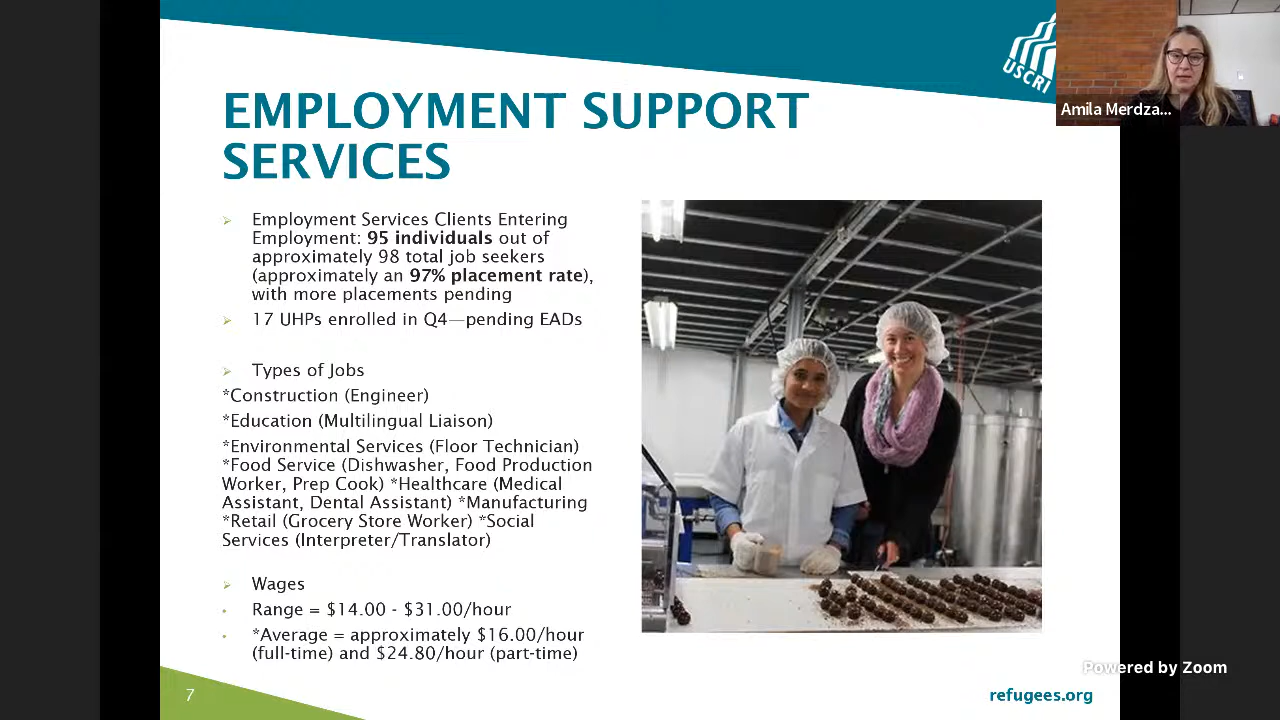 USCRI
Amila Merdza...
EMPLOYMENT SUPPORT
SERVICES
Employment Services Clients Entering
Employment: 95 individuals out of
approximately 98 total job seekers
(approximately an 97% placement rate),
with more placements pending
17 UHPs enrolled in Q4—pending EADs
Types of Jobs
*Construction (Engineer)
*Education (Multilingual Liaison)
*Environmental Services (Floor Technician)
*Food Service (Dishwasher, Food Production
Worker, Prep Cook) *Healthcare (Medical
Assistant, Dental Assistant) *Manufacturing
*Retail (Grocery Store Worker) *Social
Services (Interpreter/Translator)
Wages
Range = $14.00 - $31.00/hour
*Average = approximately $16.00/hour
(full-time) and $24.80/hour (part-time)
Powered by Zoom
7
refugees.org